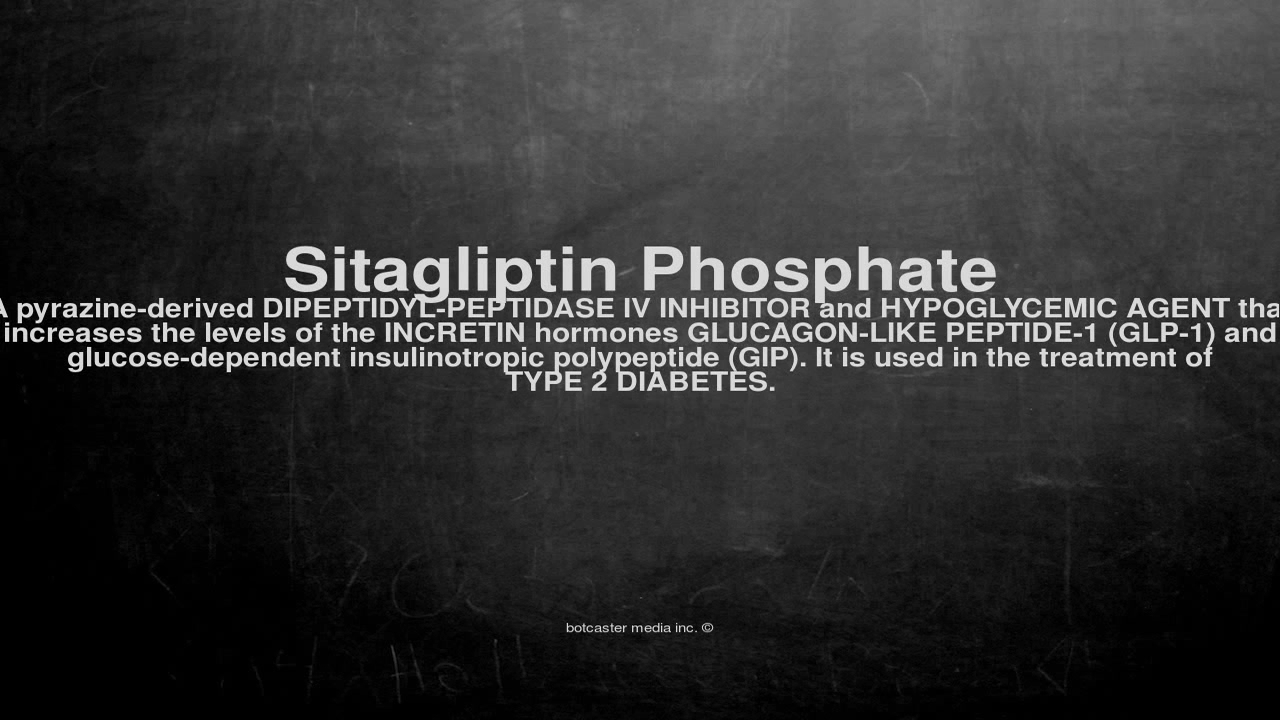 Sitagliptin Phosphate
A pyrazine-derived DIPEPTIDYL-PEPTIDASE IV INHIBITOR and HYPOGLYCEMIC AGENT tha
increases the levels of the INCRETIN hormones GLUCAGON-LIKE PEPTIDE-1 (GLP-1) and
glucose-dependent insulinotropic polypeptide (GIP). It is used in the treatment of
TYPE 2 DIABETES.
botcaster media inc. ©